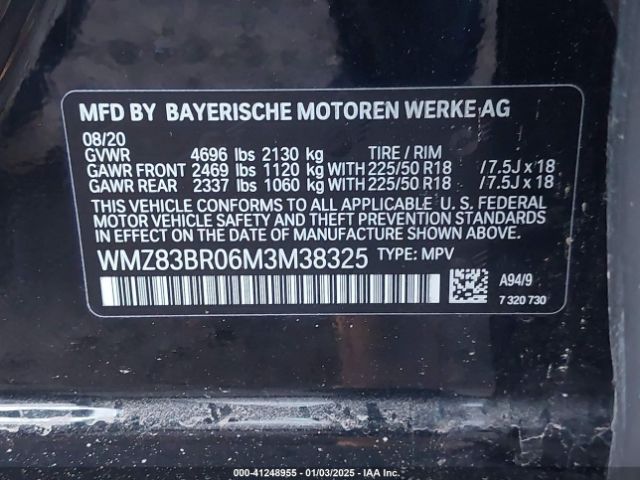 MFD BY BAYERISCHE MOTOREN WERKE AG
08/20
GVWR 4696 lbs 2130 kg TIRE / RIM
GAWR FRONT 2469 lbs 1120 kg WITH 225/50 R18 /7.5J x 18
GAWR REAR 2337 lbs 1060 kg WITH 225/50 R18 /7.5J x 18
THIS VEHICLE CONFORMS TO ALL APPLICABLE U. S. FEDERAL
MOTOR VEHICLE SAFETY AND THEFT PREVENTION STANDARDS
IN EFFECT ON THE DATE OF MANUFACTURE SHOWN ABOVE.
WMZ83BR06M3M38325 TYPE: MPV
A94/9
7 320 730
000-41248955 - 01/03/2025 - IAA Inc.